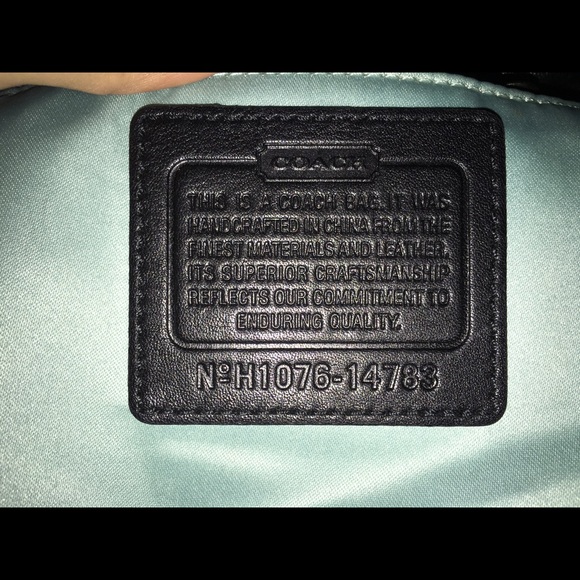 COACH
THIS IS A COACH BAG. IT WAS
HANDCRAFTED IN CHINA FROM THE
FINEST MATERIALS AND LEATHER.
ITS SUPERIOR CRAFTSMANSHIP
REFLECTS OUR COMMITMENT TO
ENDURING QUALITY.
NºH1076-14783